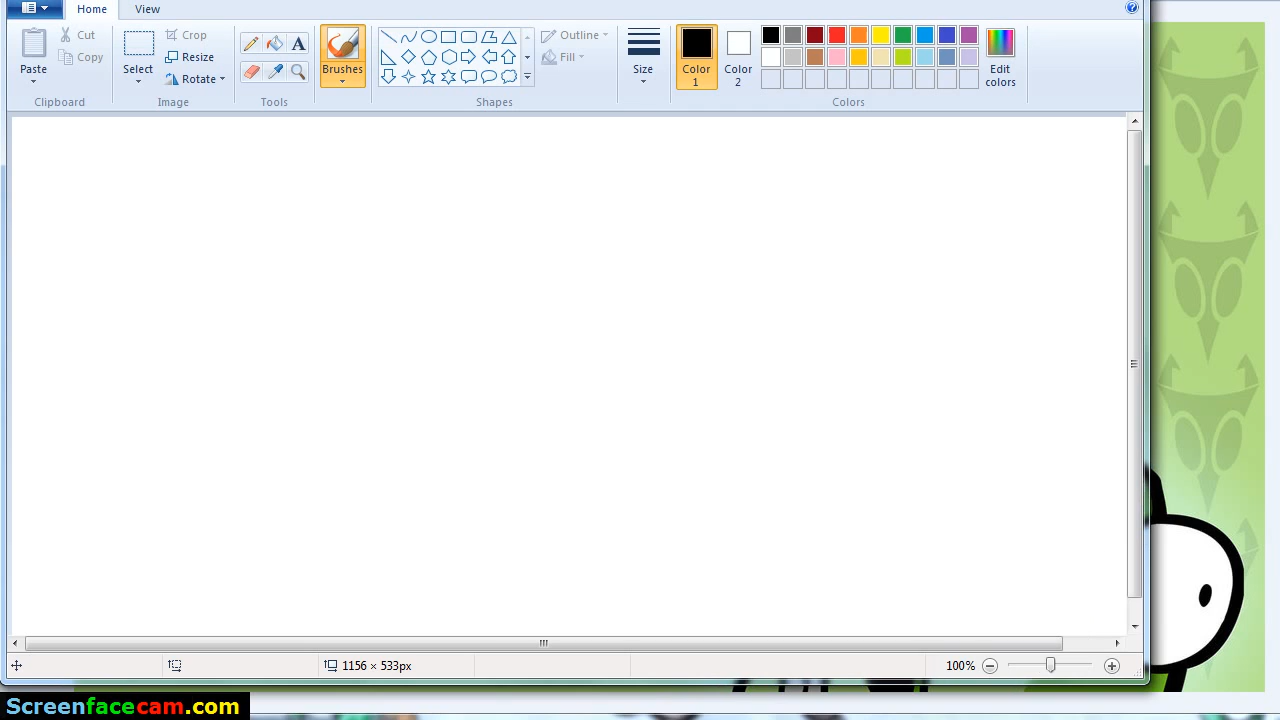 Home View
Cut
Copy
Paste
Clipboard
Crop
Resize
Rotate
Select
Image
A
Tools
Brushes
Outline
Fill
Shapes
Size
Color 1
Color 2
Edit colors
Colors
1156 × 533px
100%
Screenfacecam.com